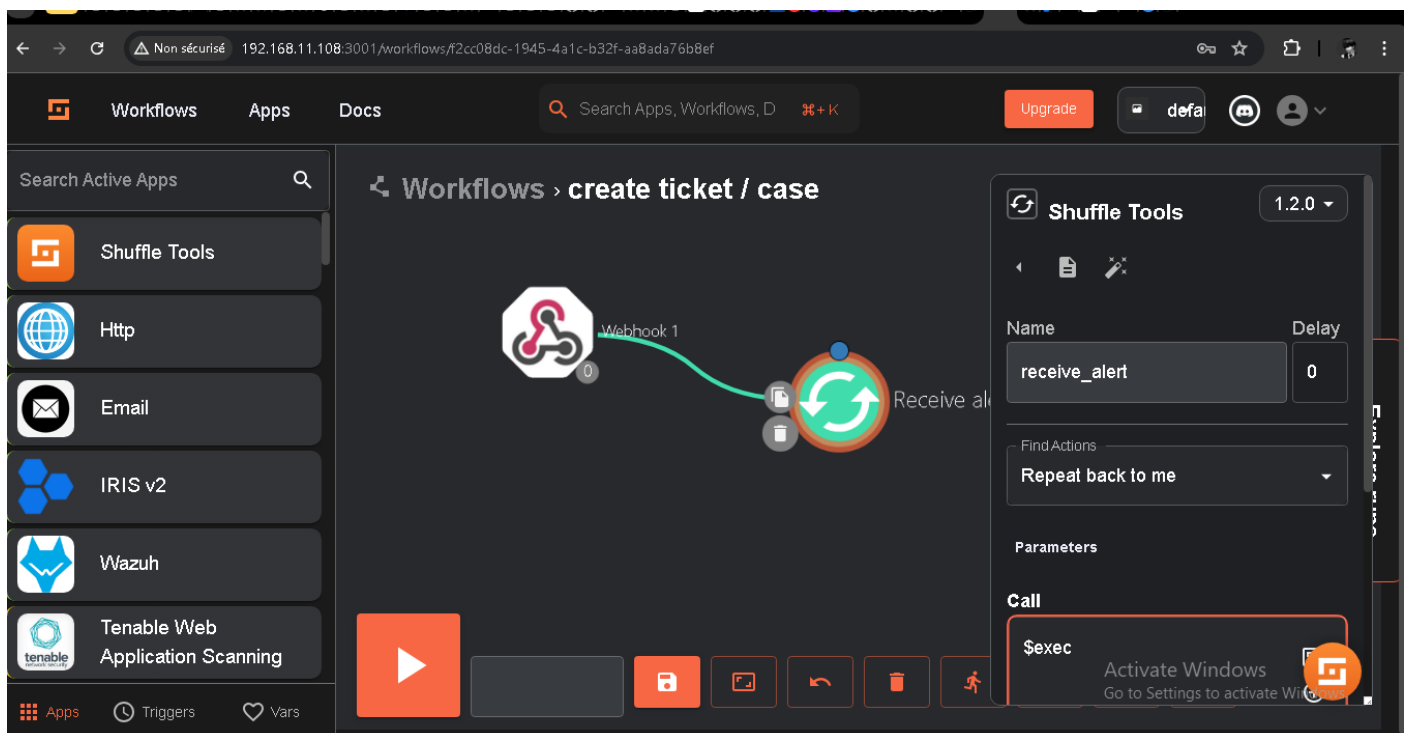 Non sécurisé 192.168.11.108:3001/workflows/f2cc08dc-1945-4a1c-b32f-aa8ada76b8ef
Workflows Apps Docs
Search Apps, Workflows, D ⌘+ K
Upgrade
defa
Search Active Apps
Shuffle Tools
Http
Email
IRIS v2
Wazuh
tenable
Tenable Web
Application Scanning
Apps Triggers Vars
Workflows › create ticket / case
Webhook 1
0
Receive al
Shuffle Tools
1.2.0
Name Delay
receive_alert 0
Find Actions
Repeat back to me
Parameters
Call
$exec
Activate Windows
Go to Settings to activate Windows.